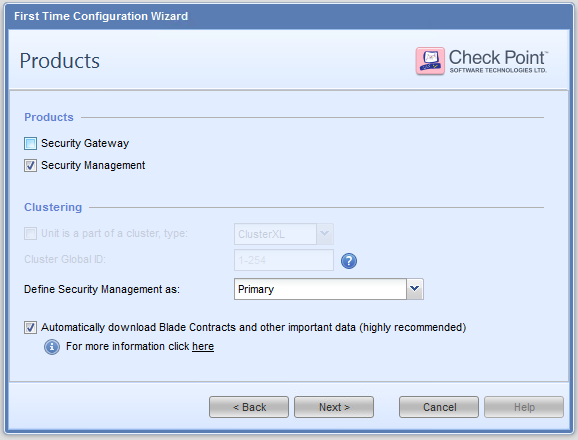 First Time Configuration Wizard
Products
Check Point™
SOFTWARE TECHNOLOGIES LTD.
Products
Security Gateway
Security Management
Clustering
Unit is a part of a cluster, type: ClusterXL
Cluster Global ID: 1-254 ?
Define Security Management as: Primary
Automatically download Blade Contracts and other important data (highly recommended)
i For more information click here
< Back Next > Cancel Help